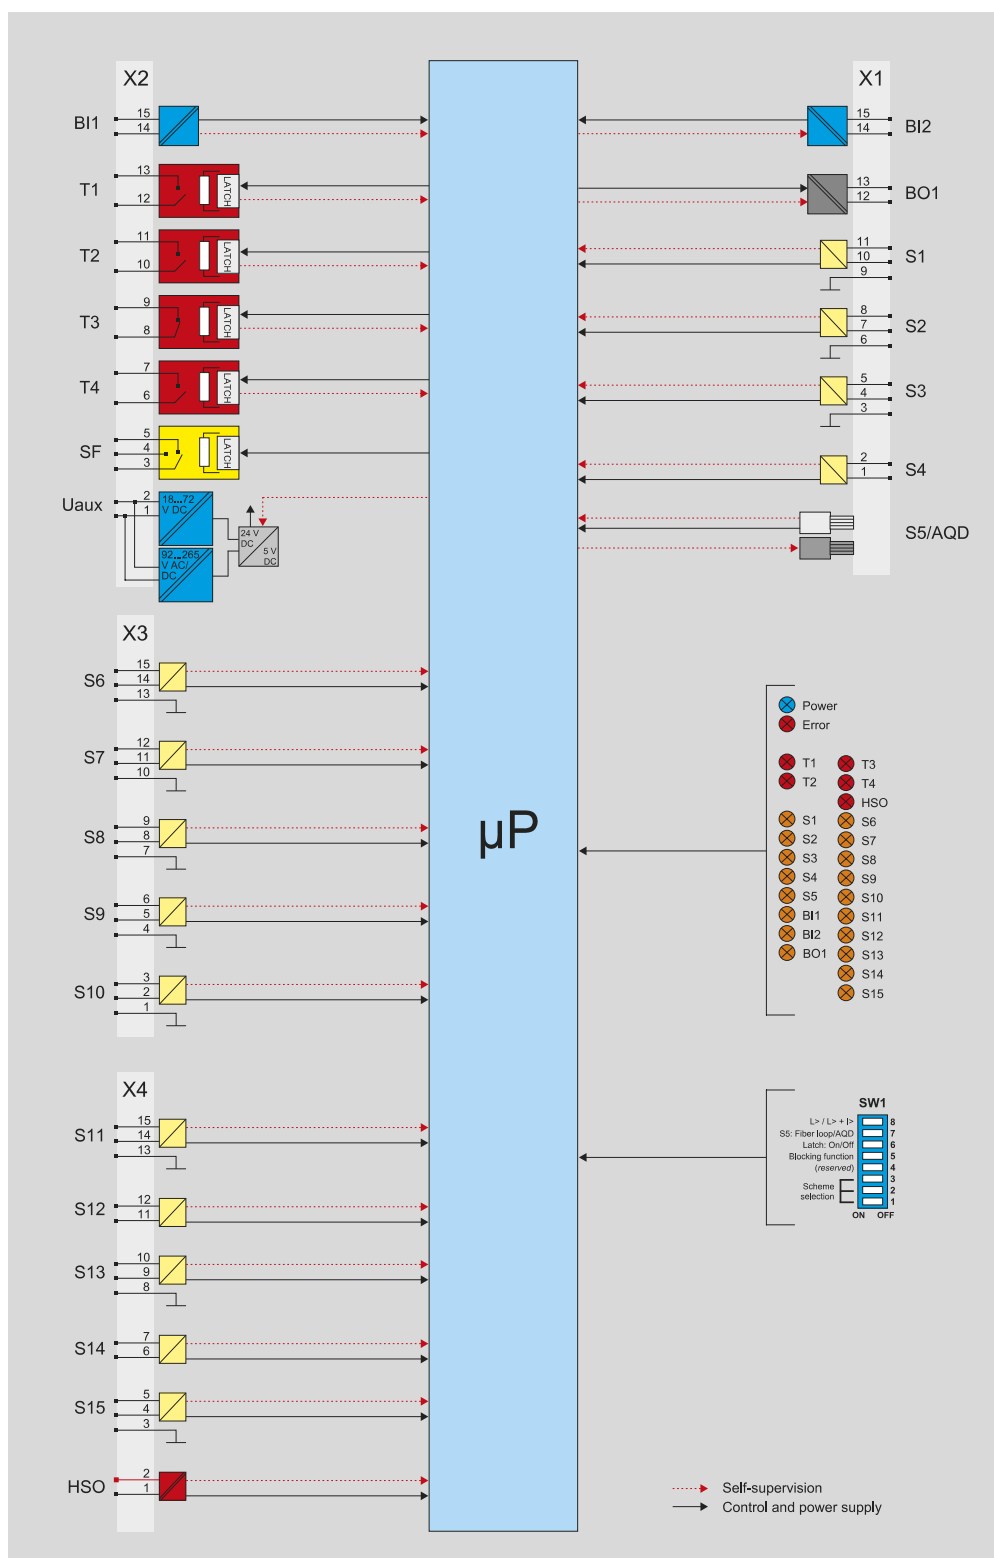 X2
BI1
15
14
T1
13
12
LATCH
T2
11
10
LATCH
T3
9
8
LATCH
T4
7
6
LATCH
SF
5
4
3
LATCH
Uaux
2
1
18...72
V DC
92...265
V AC/
DC
24 V
DC
5 V
DC
X3
S6
15
14
13
S7
12
11
10
S8
9
8
7
S9
6
5
4
S10
3
2
1
X4
S11
15
14
13
S12
12
11
S13
10
9
8
S14
7
6
S15
5
4
3
HSO
2
1
µP
X1
15
14
BI2
13
12
BO1
11
10
9
S1
8
7
6
S2
5
4
3
S3
2
1
S4
S5/AQD
Power
Error
T1
T2
S1
S2
S3
S4
S5
BI1
BI2
BO1
T3
T4
HSO
S6
S7
S8
S9
S10
S11
S12
S13
S14
S15
SW1
L> / L> + I> 8
S5: Fiber loop/AQD 7
Latch: On/Off 6
Blocking function 5
(reserved) 4
3
Scheme 2
selection 1
ON OFF
Self-supervision
Control and power supply